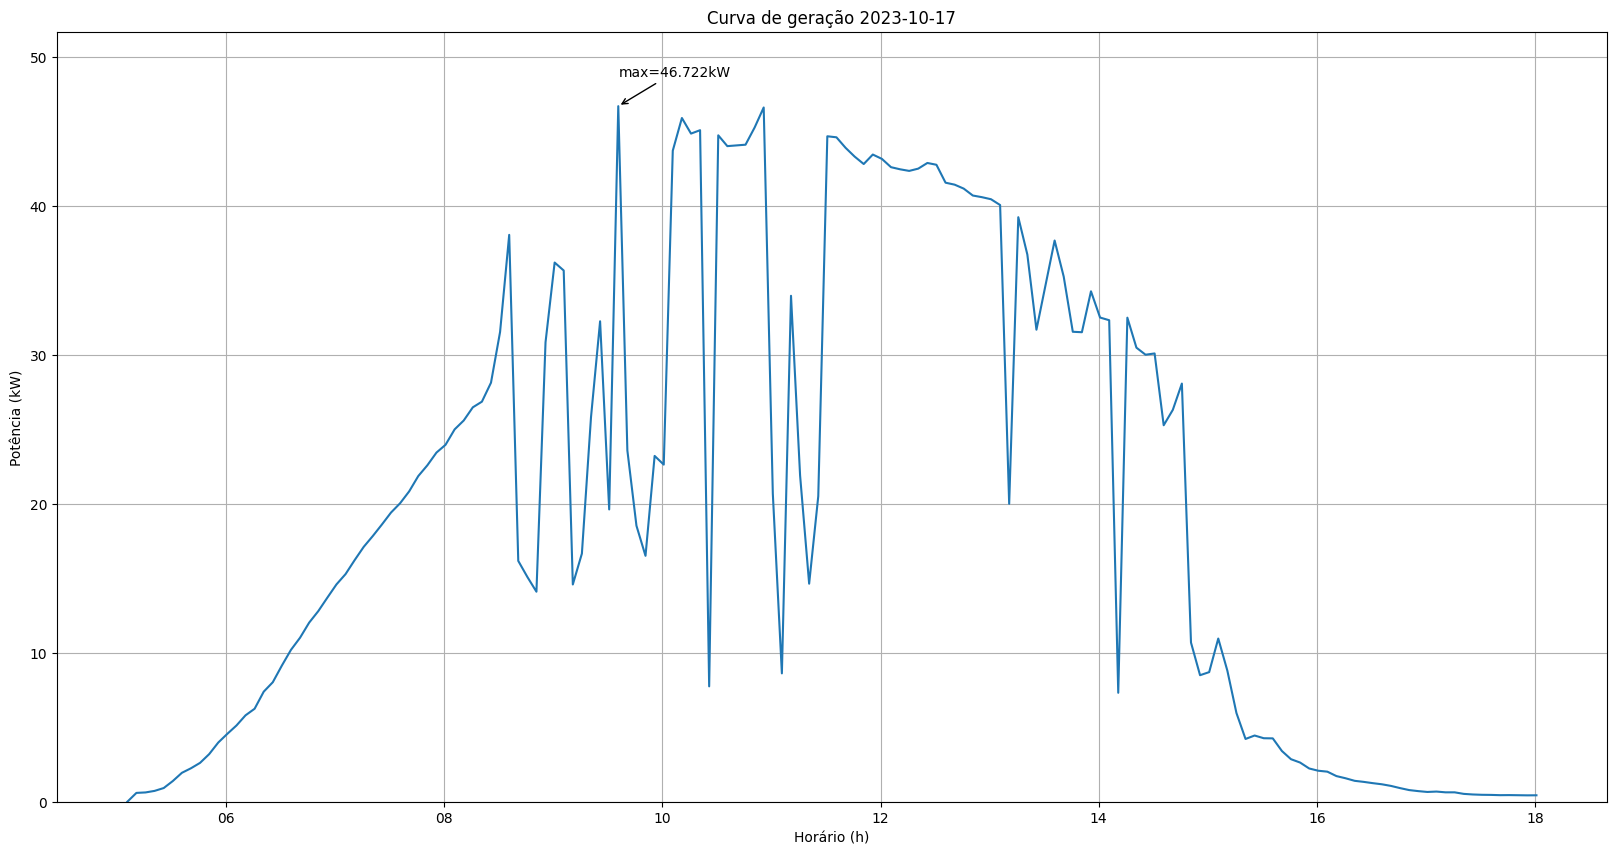 Curva de geração 2023-10-17
max=46.722kW
Potência (kW)
50
40
30
20
10
0
06 08 10 12 14 16 18
Horário (h)